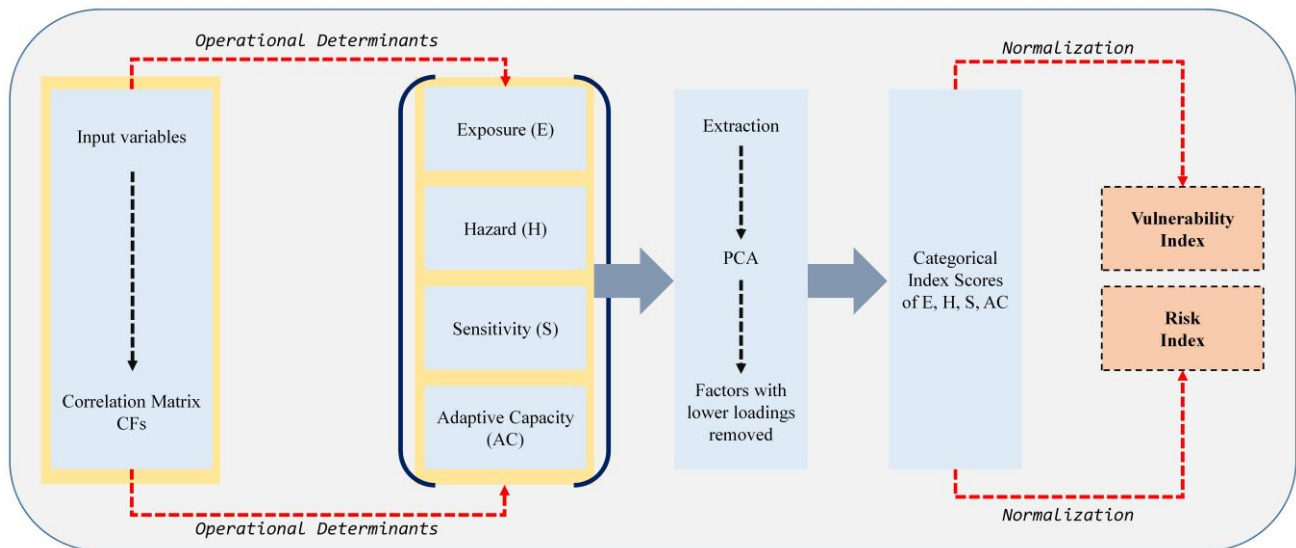 Operational Determinants
Input variables
Correlation Matrix
CFs
Operational Determinants
Exposure (E)
Hazard (H)
Sensitivity (S)
Adaptive Capacity
(AC)
Extraction
PCA
Factors with
lower loadings
removed
Categorical
Index Scores
of E, H, S, AC
Normalization
Vulnerability
Index
Risk
Index
Normalization